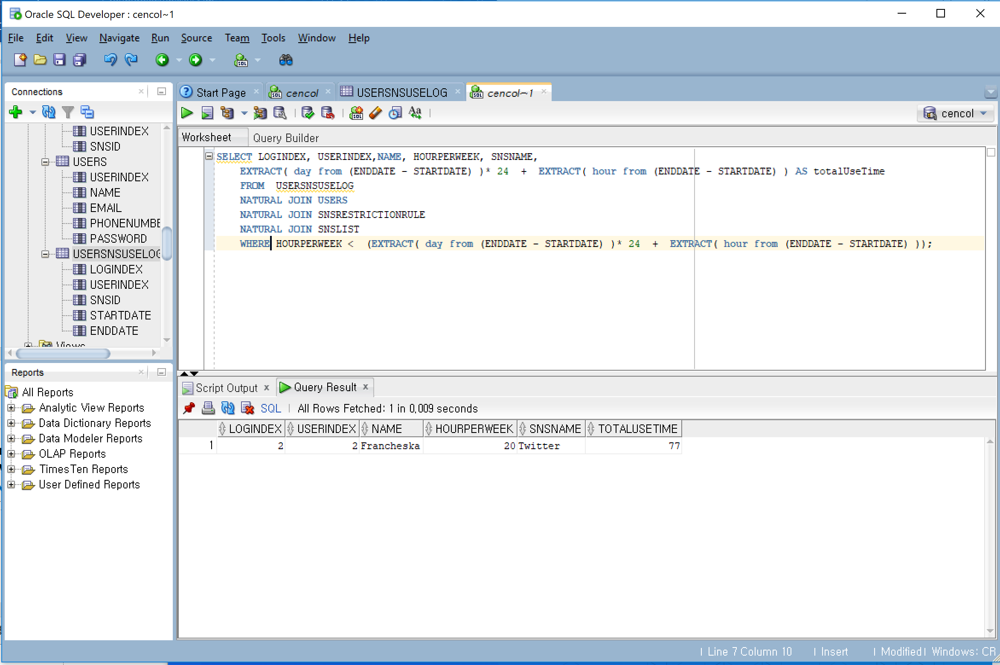 Oracle SQL Developer : cencol~1
File Edit View Navigate Run Source Team Tools Window Help
Connections
USERINDEX
SNSID
USERS
USERINDEX
NAME
EMAIL
PHONENUMBE
PASSWORD
USERSNSUSELOG
LOGINDEX
USERINDEX
SNSID
STARTDATE
ENDDATE
Views
Reports
All Reports
Analytic View Reports
Data Dictionary Reports
Data Modeler Reports
OLAP Reports
TimesTen Reports
User Defined Reports
Start Page cencol USERSNSUSELOG cencol~1
cencol
Worksheet Query Builder
SELECT LOGINDEX, USERINDEX,NAME, HOURPERWEEK, SNSNAME,
EXTRACT( day from (ENDDATE - STARTDATE) )* 24 + EXTRACT( hour from (ENDDATE - STARTDATE) ) AS totalUseTime
FROM USERSNSUSELOG
NATURAL JOIN USERS
NATURAL JOIN SNSRESTRICTIONRULE
NATURAL JOIN SNSLIST
WHERE HOURPERWEEK < (EXTRACT( day from (ENDDATE - STARTDATE) )* 24 + EXTRACT( hour from (ENDDATE - STARTDATE) ));
Script Output Query Result
SQL All Rows Fetched: 1 in 0,009 seconds
LOGINDEX USERINDEX NAME HOURPERWEEK SNSNAME TOTALUSETIME
1 2 2 Francheska 20 Twitter 77
Line 7 Column 10 Insert Modified Windows: CR